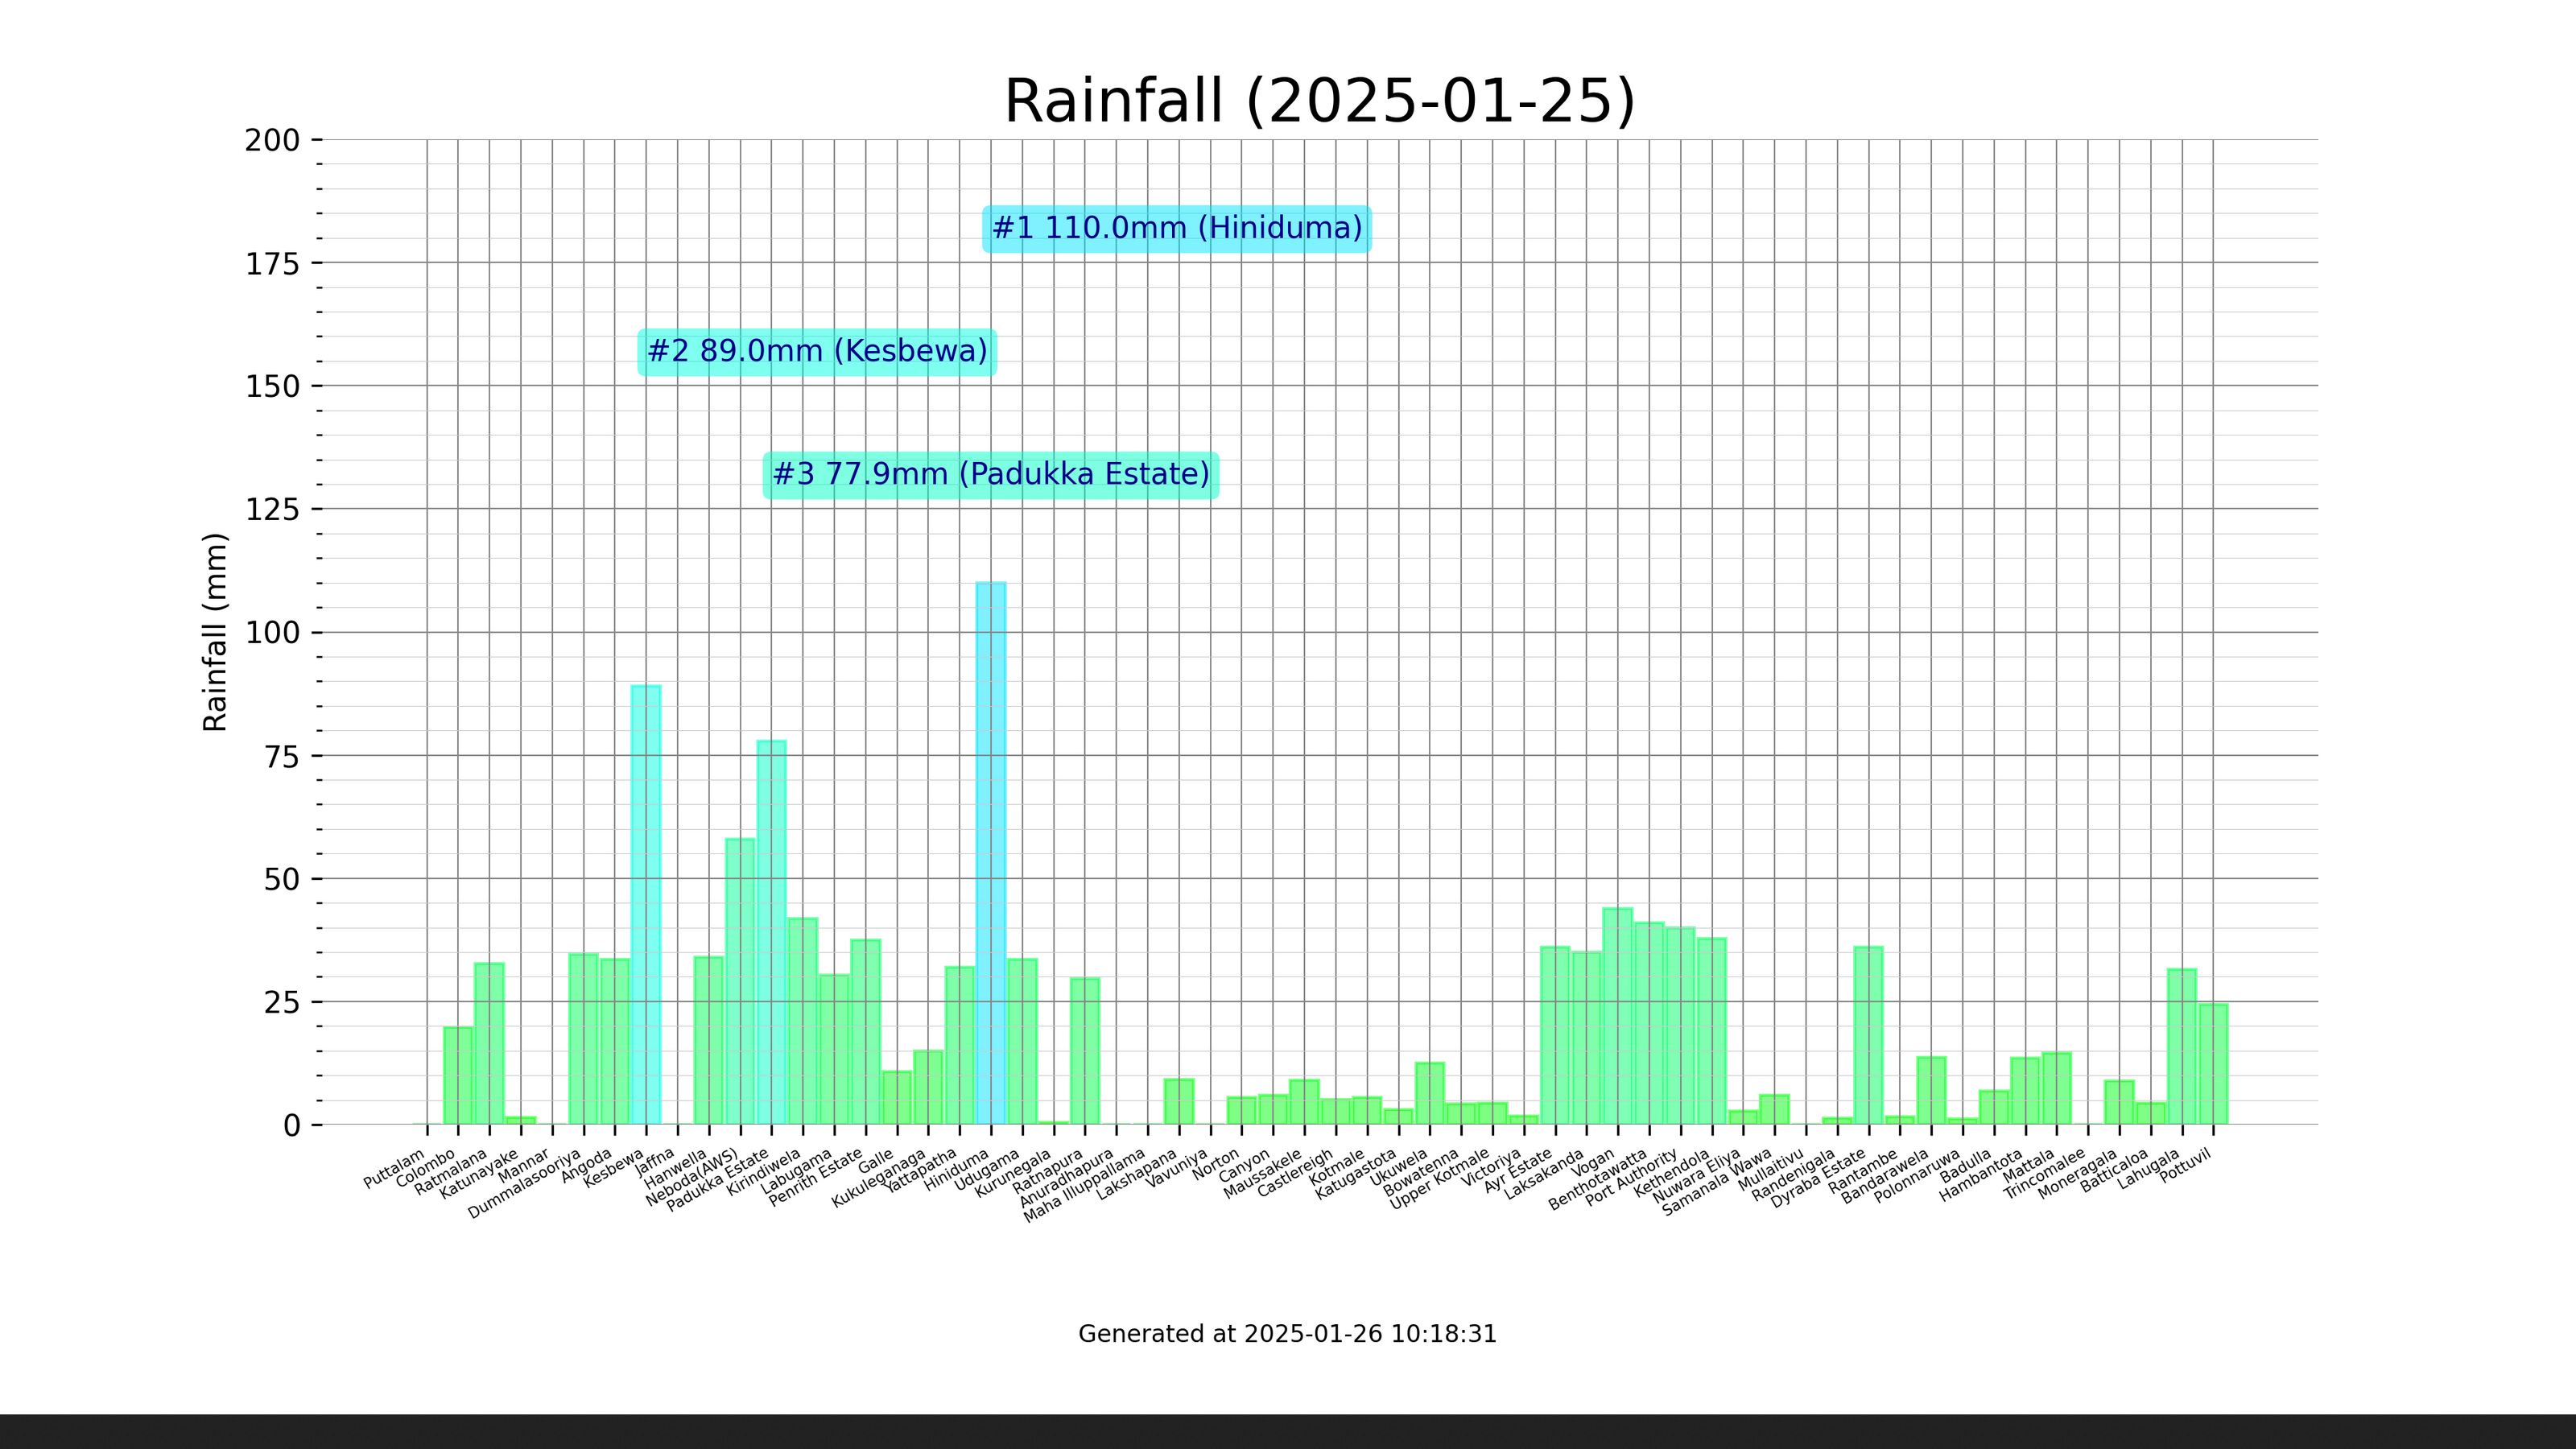 Rainfall (2025-01-25)
200
175
150
125
100
75
50
25
0
Rainfall (mm)
#1 110.0mm (Hiniduma)
#2 89.0mm (Kesbewa)
#3 77.9mm (Padukka Estate)
Puttalam
Colombo
Ratmalana
Katunayake
Mannar
Dummalasooriya
Angoda
Kesbewa
Jaffna
Hanwella
Neboda(AWS)
Padukka Estate
Kirindiwela
Labugama
Penrith Estate
Galle
Kukuleganaga
Yattapatha
Hiniduma
Udugama
Kurunegala
Ratnapura
Anuradhapura
Maha Illuppallama
Lakshapana
Vavuniya
Norton
Canyon
Maussakele
Castlereigh
Kotmale
Katugastota
Ukuwela
Bowatenna
Upper Kotmale
Victoriya
Ayr Estate
Laksakanda
Vogan
Benthotawatta
Port Authority
Kethendola
Nuwara Eliya
Samanala Wawa
Mullaitivu
Randenigala
Dyraba Estate
Rantambe
Bandarawela
Polonnaruwa
Badulla
Hambantota
Mattala
Trincomalee
Moneragala
Batticaloa
Lahugala
Pottuvil
Generated at 2025-01-26 10:18:31